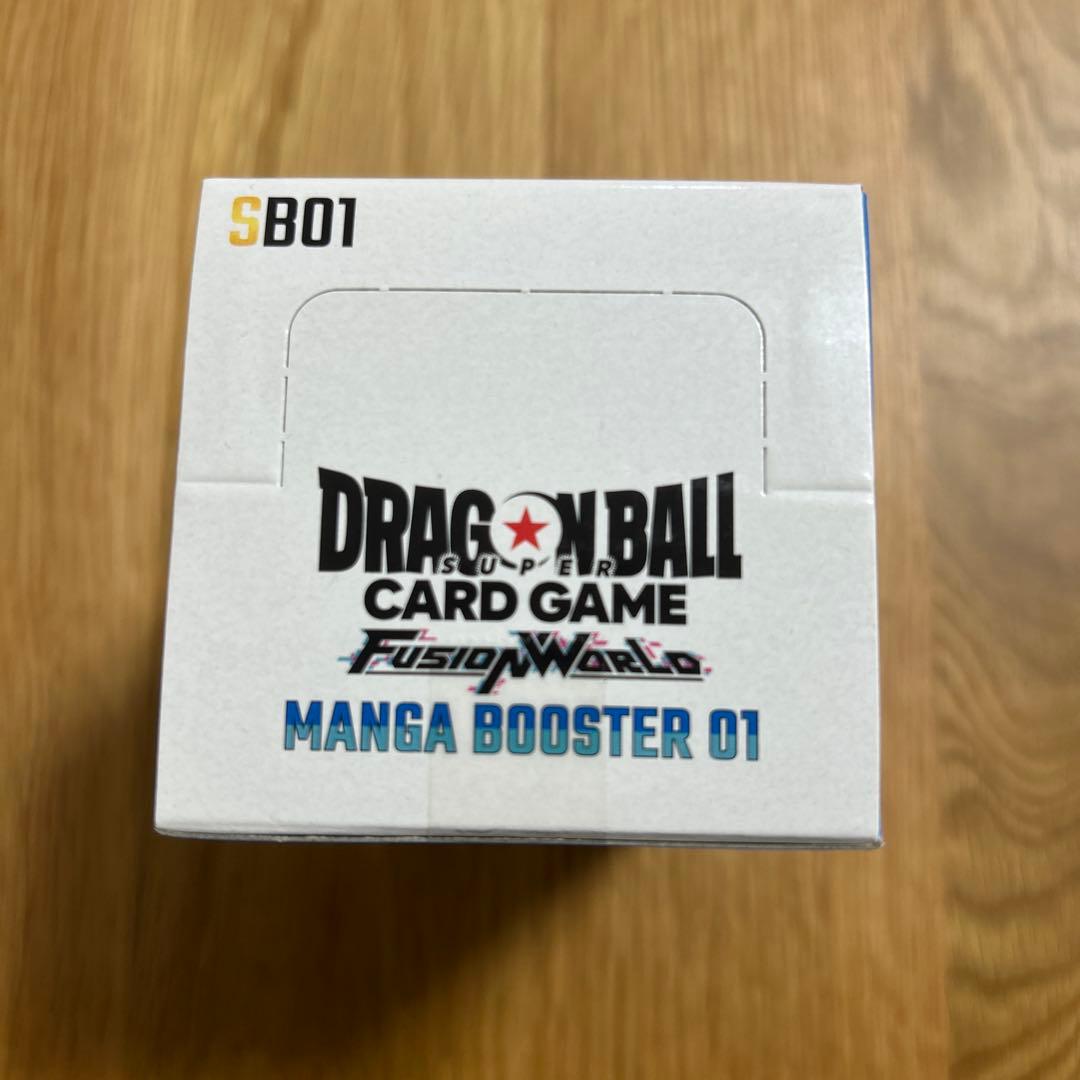 SB01
DRAGON BALL
SUPER
CARD GAME
FUSION WORLD
MANGA BOOSTER 01